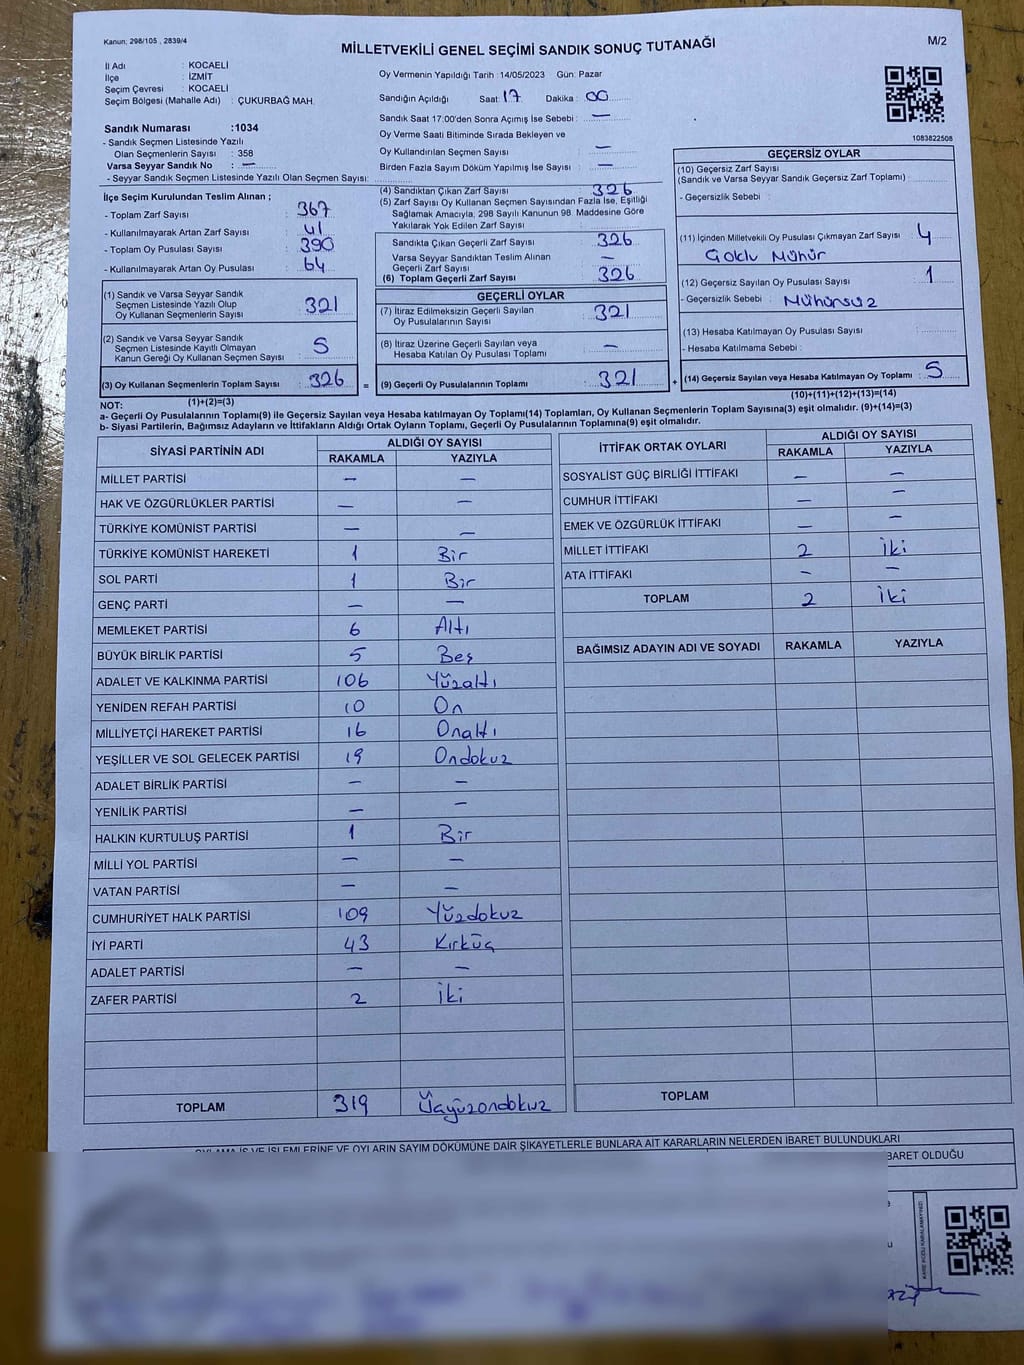 Kanun, 298/105 , 2839/4
MİLLETVEKİLİ GENEL SEÇİMİ SANDIK SONUÇ TUTANAĞI
M/2
İl Adı : KOCAELİ
İlçe : İZMİT
Seçim Çevresi : KOCAELİ
Seçim Bölgesi (Mahalle Adı) : ÇUKURBAĞ MAH.
Sandık Numarası :1034
- Sandık Seçmen Listesinde Yazılı
Olan Seçmenlerin Sayısı : 358
Varsa Seyyar Sandık No : —
- Seyyar Sandık Seçmen Listesinde Yazılı Olan Seçmen Sayısı:
Oy Vermenin Yapıldığı Tarih :14/05/2023 Gün: Pazar
Sandığın Açıldığı Saat: 17 Dakika : 00
Sandık Saat 17:00'den Sonra Açımış İse Sebebi : —
Oy Verme Saati Bitiminde Sırada Bekleyen ve
Oy Kullandırılan Seçmen Sayısı —
Birden Fazla Sayım Döküm Yapılmış İse Sayısı : —
1083822508
İlçe Seçim Kurulundan Teslim Alınan ;
- Toplam Zarf Sayısı : 367
- Kullanılmayarak Artan Zarf Sayısı : 41
- Toplam Oy Pusulası Sayısı : 390
- Kullanılmayarak Artan Oy Pusulası : 64
(1) Sandık ve Varsa Seyyar Sandık
Seçmen Listesinde Yazılı Olup
Oy Kullanan Seçmenlerin Sayısı : 321
(2) Sandık ve Varsa Seyyar Sandık
Seçmen Listesinde Kayıtlı Olmayan
Kanun Gereği Oy Kullanan Seçmen Sayısı : 5
(3) Oy Kullanan Seçmenlerin Toplam Sayısı : 326
(1)+(2)=(3)
=
(4) Sandıktan Çıkan Zarf Sayısı : 326
(5) Zarf Sayısı Oy Kullanan Seçmen Sayısından Fazla İse, Eşitliği
Sağlamak Amacıyla, 298 Sayılı Kanunun 98. Maddesine Göre
Yakılarak Yok Edilen Zarf Sayısı :
Sandıkta Çıkan Geçerli Zarf Sayısı : 326
Varsa Seyyar Sandıktan Teslim Alınan
Geçerli Zarf Sayısı : —
(6) Toplam Geçerli Zarf Sayısı : 326
GEÇERLİ OYLAR
(7) İtiraz Edilmeksizin Geçerli Sayılan
Oy Pusulalarının Sayısı : 321
(8) İtiraz Üzerine Geçerli Sayılan veya
Hesaba Katılan Oy Pusulası Toplamı : —
(9) Geçerli Oy Pusulalarının Toplamı : 321
+
GEÇERSİZ OYLAR
(10) Geçersiz Zarf Sayısı
(Sandık ve Varsa Seyyar Sandık Geçersiz Zarf Toplamı) :
- Geçersizlik Sebebi :
(11) İçinden Milletvekili Oy Pusulası Çıkmayan Zarf Sayısı : 4
Çoklu Mühür
(12) Geçersiz Sayılan Oy Pusulası Sayısı : 1
- Geçersizlik Sebebi : Mühürsüz
(13) Hesaba Katılmayan Oy Pusulası Sayısı :
- Hesaba Katılmama Sebebi :
(14) Geçersiz Sayılan veya Hesaba Katılmayan Oy Toplamı : 5
(10)+(11)+(12)+(13)=(14)
NOT:
a- Geçerli Oy Pusulalarının Toplamı(9) ile Geçersiz Sayılan veya Hesaba katılmayan Oy Toplamı(14) Toplamları, Oy Kullanan Seçmenlerin Toplam Sayısına(3) eşit olmalıdır. (9)+(14)=(3)
b- Siyasi Partilerin, Bağımsız Adayların ve İttifakların Aldığı Ortak Oyların Toplamı, Geçerli Oy Pusulalarının Toplamına(9) eşit olmalıdır.
SİYASİ PARTİNİN ADI ALDIĞI OY SAYISI
RAKAMLA YAZIYLA
MİLLET PARTİSİ — —
HAK VE ÖZGÜRLÜKLER PARTİSİ — —
TÜRKİYE KOMÜNİST PARTİSİ — —
TÜRKİYE KOMÜNİST HAREKETİ 1 Bir
SOL PARTİ 1 Bir
GENÇ PARTİ — —
MEMLEKET PARTİSİ 6 Altı
BÜYÜK BİRLİK PARTİSİ 5 Beş
ADALET VE KALKINMA PARTİSİ 106 Yüzaltı
YENİDEN REFAH PARTİSİ 10 On
MİLLİYETÇİ HAREKET PARTİSİ 16 Onaltı
YEŞİLLER VE SOL GELECEK PARTİSİ 19 Ondokuz
ADALET BİRLİK PARTİSİ — —
YENİLİK PARTİSİ — —
HALKIN KURTULUŞ PARTİSİ 1 Bir
MİLLİ YOL PARTİSİ — —
VATAN PARTİSİ — —
CUMHURİYET HALK PARTİSİ 109 Yüzdokuz
İYİ PARTİ 43 Kırküç
ADALET PARTİSİ — —
ZAFER PARTİSİ 2 İki
TOPLAM 319 Üçyüzondokuz
İTTİFAK ORTAK OYLARI ALDIĞI OY SAYISI
RAKAMLA YAZIYLA
SOSYALİST GÜÇ BİRLİĞİ İTTİFAKI — —
CUMHUR İTTİFAKI — —
EMEK VE ÖZGÜRLÜK İTTİFAKI — —
MİLLET İTTİFAKI 2 İki
ATA İTTİFAKI — —
TOPLAM 2 İki
BAĞIMSIZ ADAYIN ADI VE SOYADI RAKAMLA YAZIYLA
TOPLAM
OYLAMA İŞ VE İŞLEMLERİNE VE OYLARIN SAYIM DÖKÜMÜNE DAİR ŞİKAYETLERLE BUNLARA AİT KARARLARIN NELERDEN İBARET BULUNDUKLARI
BARET OLDUĞU
KARE KODU KARALAMAYINIZ!